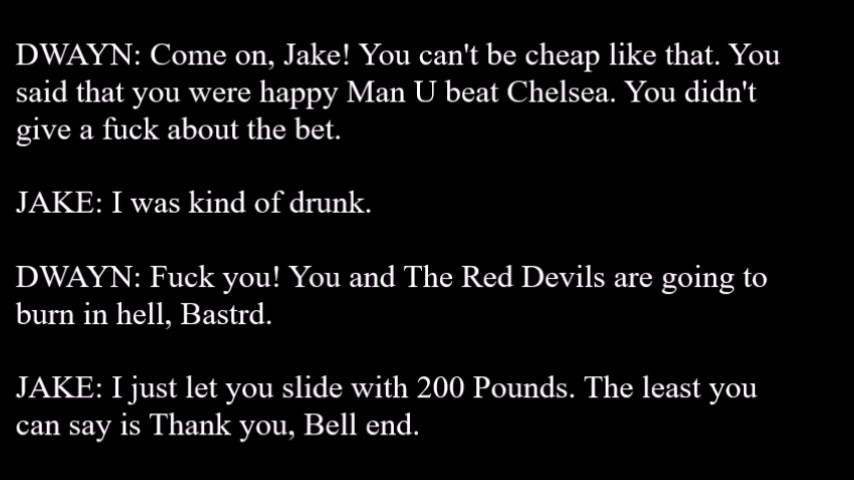 DWAYN: Come on, Jake! You can't be cheap like that. You
said that you were happy Man U beat Chelsea. You didn't
give a fuck about the bet.
JAKE: I was kind of drunk.
DWAYN: Fuck you! You and The Red Devils are going to
burn in hell, Bastrd.
JAKE: I just let you slide with 200 Pounds. The least you
can say is Thank you, Bell end.